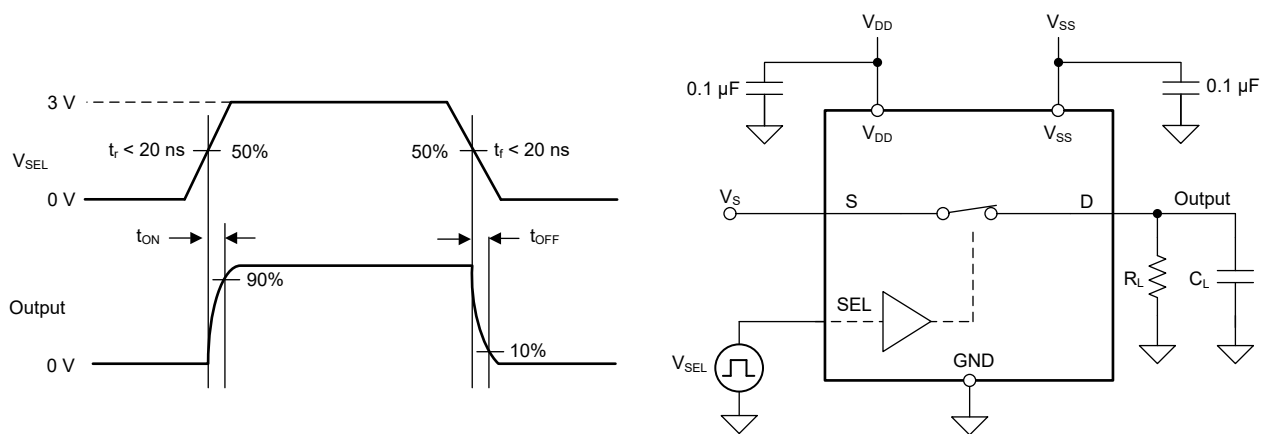 3 V
V_SEL
0 V
t_r < 20 ns
50%
50%
t_f < 20 ns
t_ON
t_OFF
90%
Output
0 V
10%
V_DD
V_SS
0.1 µF
0.1 µF
V_DD
V_SS
V_S
S
D
Output
R_L
C_L
SEL
V_SEL
GND